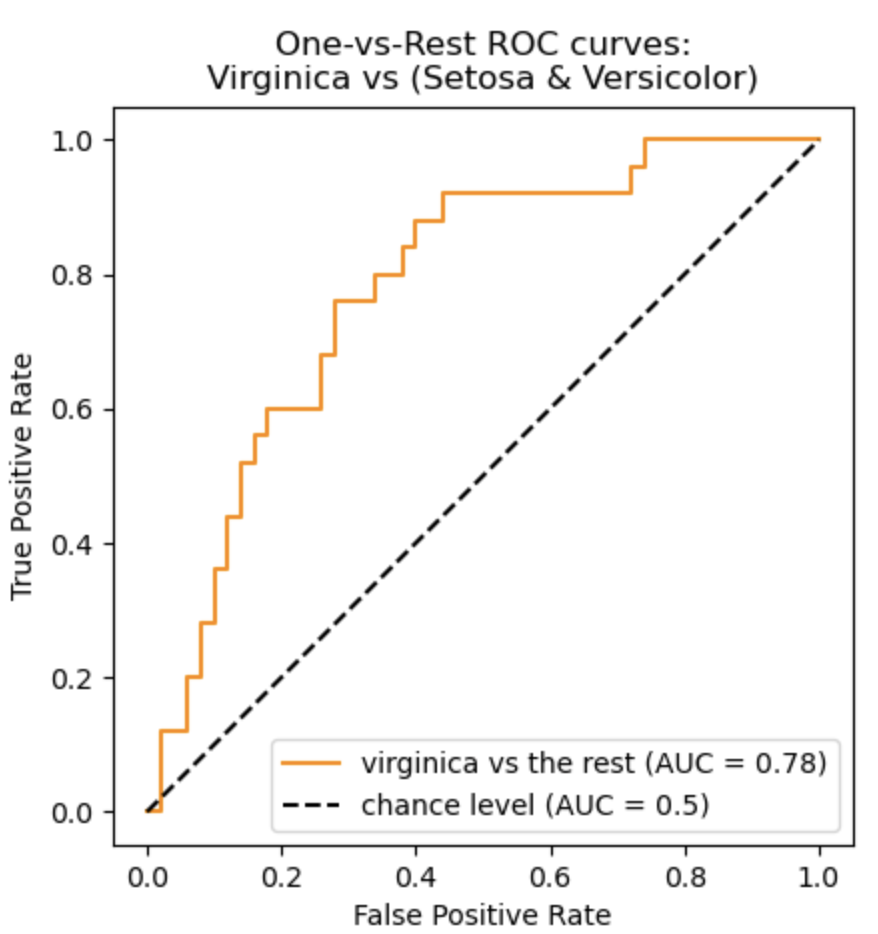 One-vs-Rest ROC curves:
Virginica vs (Setosa & Versicolor)
True Positive Rate
1.0
0.8
0.6
0.4
0.2
0.0
virginica vs the rest (AUC = 0.78)
chance level (AUC = 0.5)
0.0 0.2 0.4 0.6 0.8 1.0
False Positive Rate